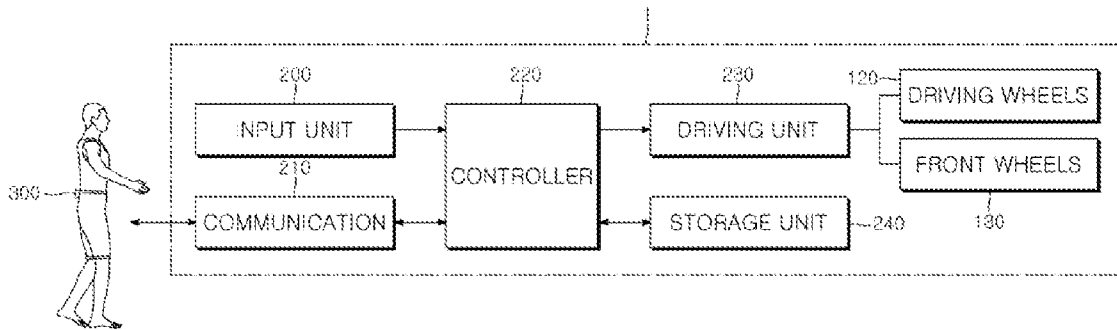 200
220
230
120
DRIVING WHEELS
INPUT UNIT
DRIVING UNIT
210
CONTROLLER
FRONT WHEELS
300
COMMUNICATION
STORAGE UNIT
240
130